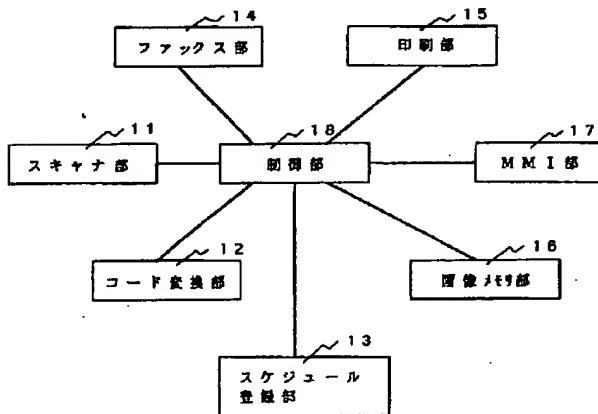 14
15
ファックス部
印刷部
11
18
17
スキャナ部
制御部
MMI部
12
16
コード変換部
画像メモリ部
13
スケジュール
登録部